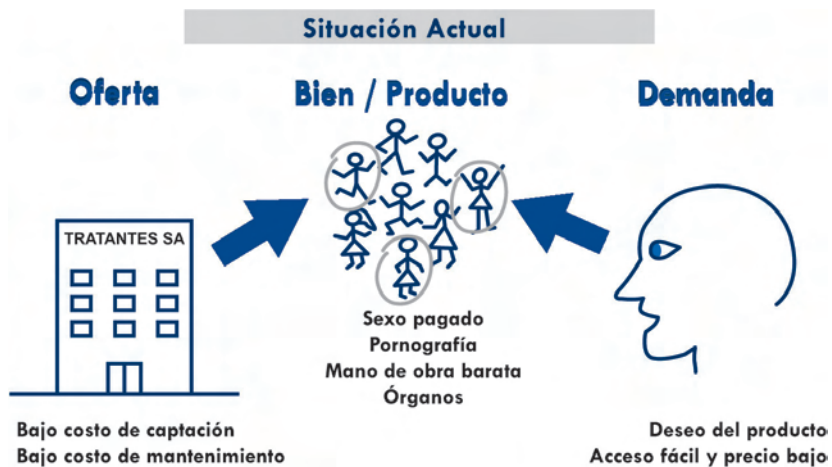 Situación Actual
Oferta
Bien / Producto
Demanda
TRATANTES SA
Sexo pagado
Pornografía
Mano de obra barata
Órganos
Bajo costo de captación
Bajo costo de mantenimiento
Deseo del producto
Acceso fácil y precio bajo